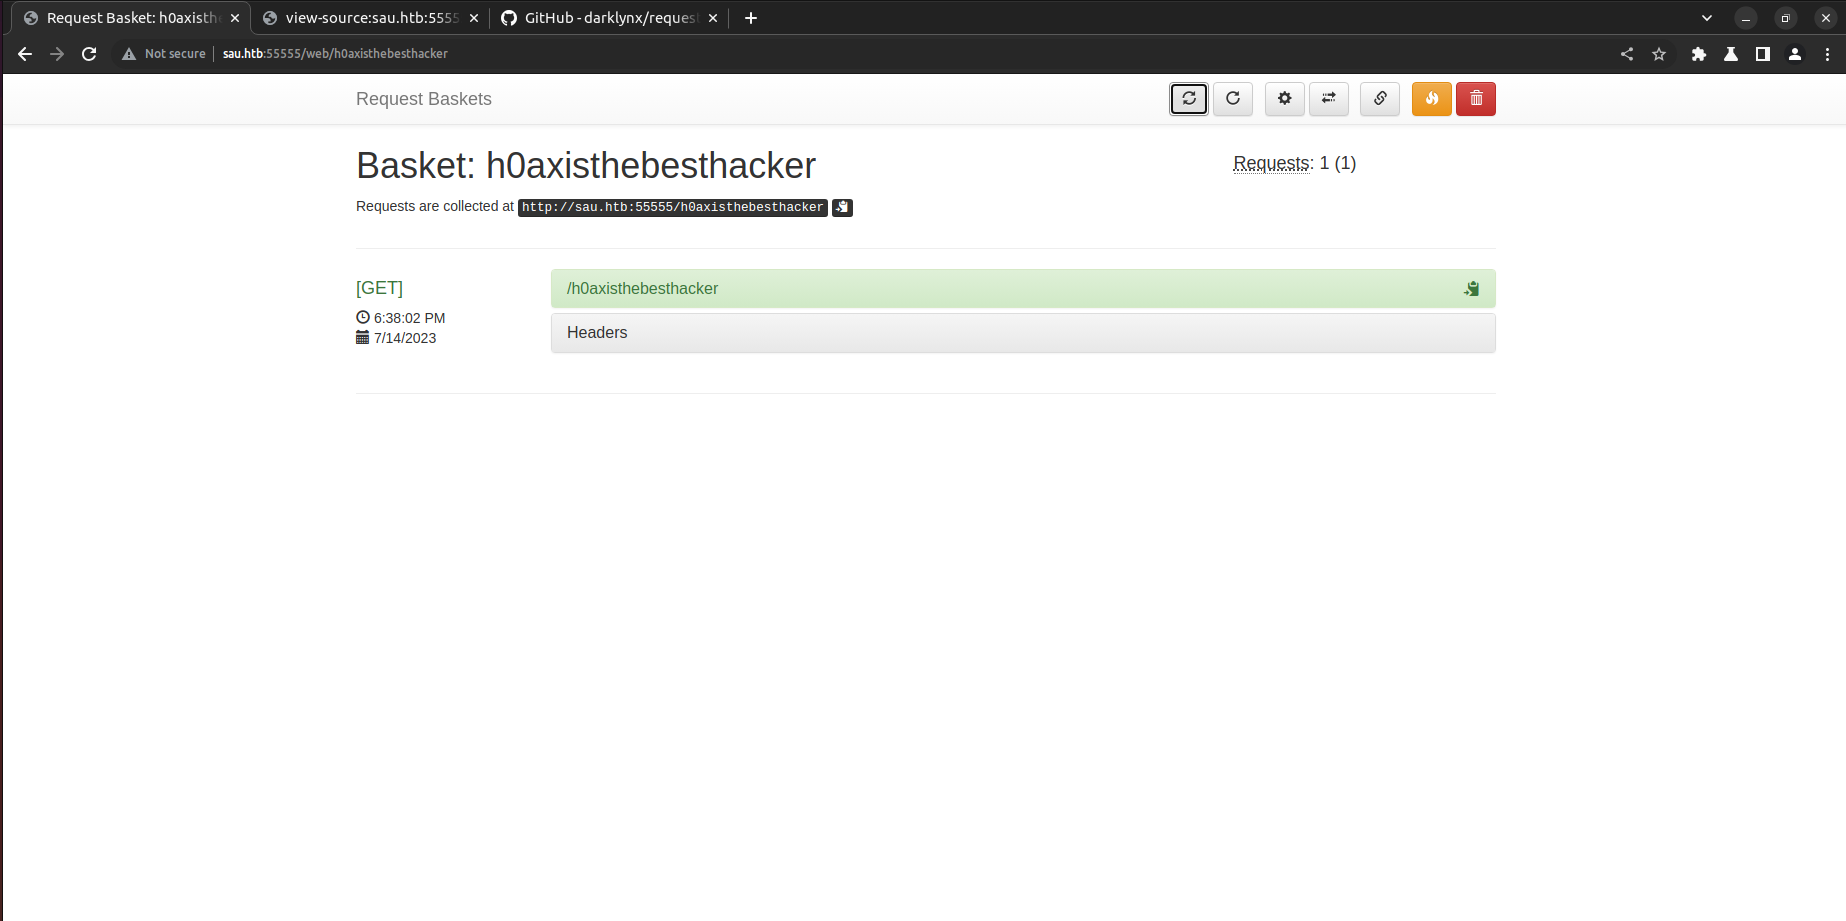 Request Basket: h0axisth
view-source:sau.htb:5555
GitHub - darklynx/reques
Not secure
sau.htb:55555/web/h0axisthebesthacker
Request Baskets
Basket: h0axisthebesthacker
Requests: 1 (1)
Requests are collected at http://sau.htb:55555/h0axisthebesthacker
[GET]
/h0axisthebesthacker
6:38:02 PM
Headers
7/14/2023